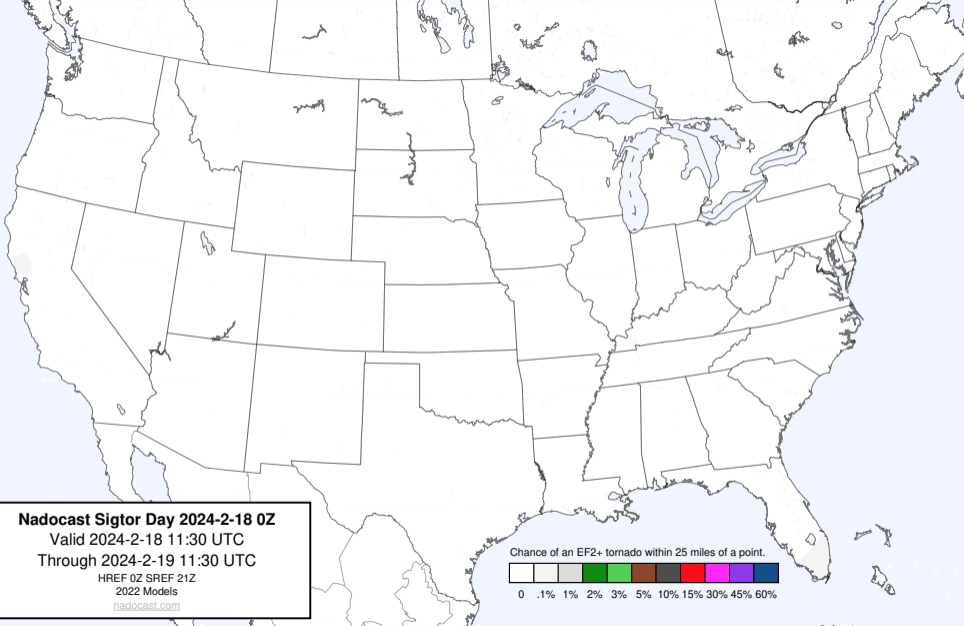 Nadocast Sigtor Day 2024-2-18 0Z
Valid 2024-2-18 11:30 UTC
Through 2024-2-19 11:30 UTC
HREF 0Z SREF 21Z
2022 Models
nadocast.com
Chance of an EF2+ tornado within 25 miles of a point.
0 .1% 1% 2% 3% 5% 10% 15% 30% 45% 60%